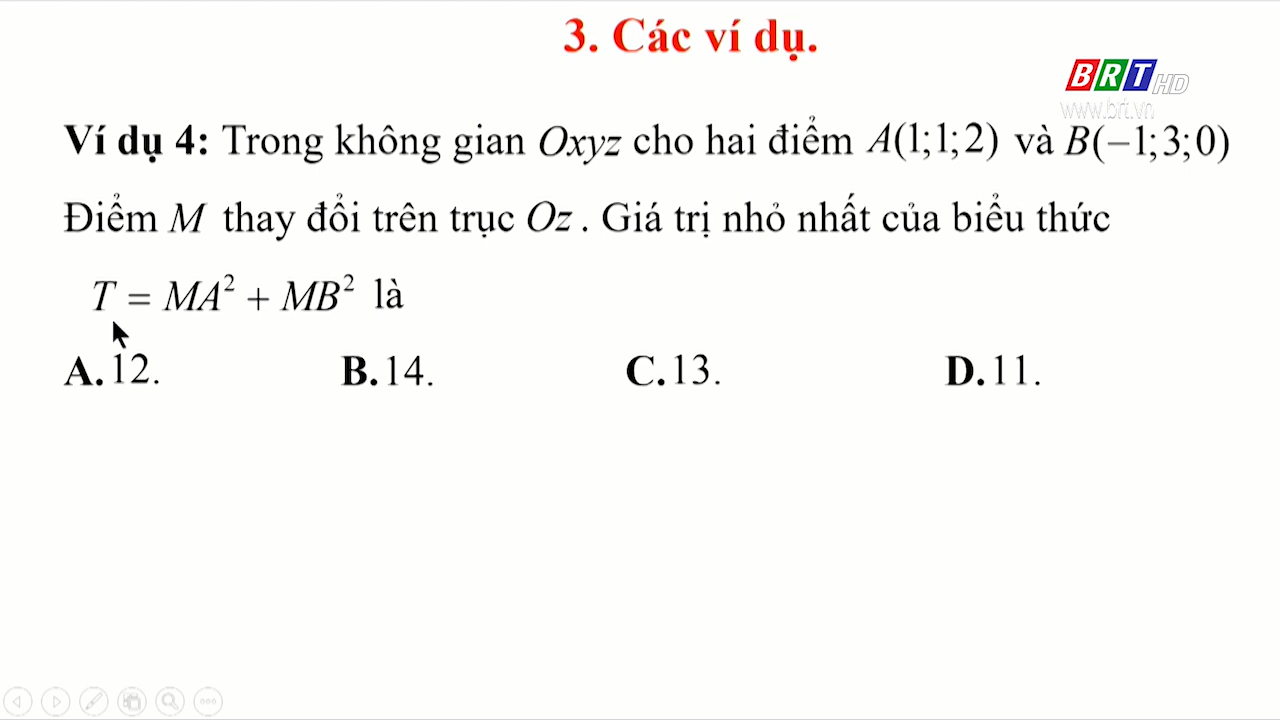 3. Các ví dụ.
BRT HD
www.brt.vn
Ví dụ 4: Trong không gian Oxyz cho hai điểm A(1;1;2) và B(−1;3;0)
Điểm M thay đổi trên trục Oz . Giá trị nhỏ nhất của biểu thức
T = MA² + MB² là
A.12. B.14. C.13. D.11.